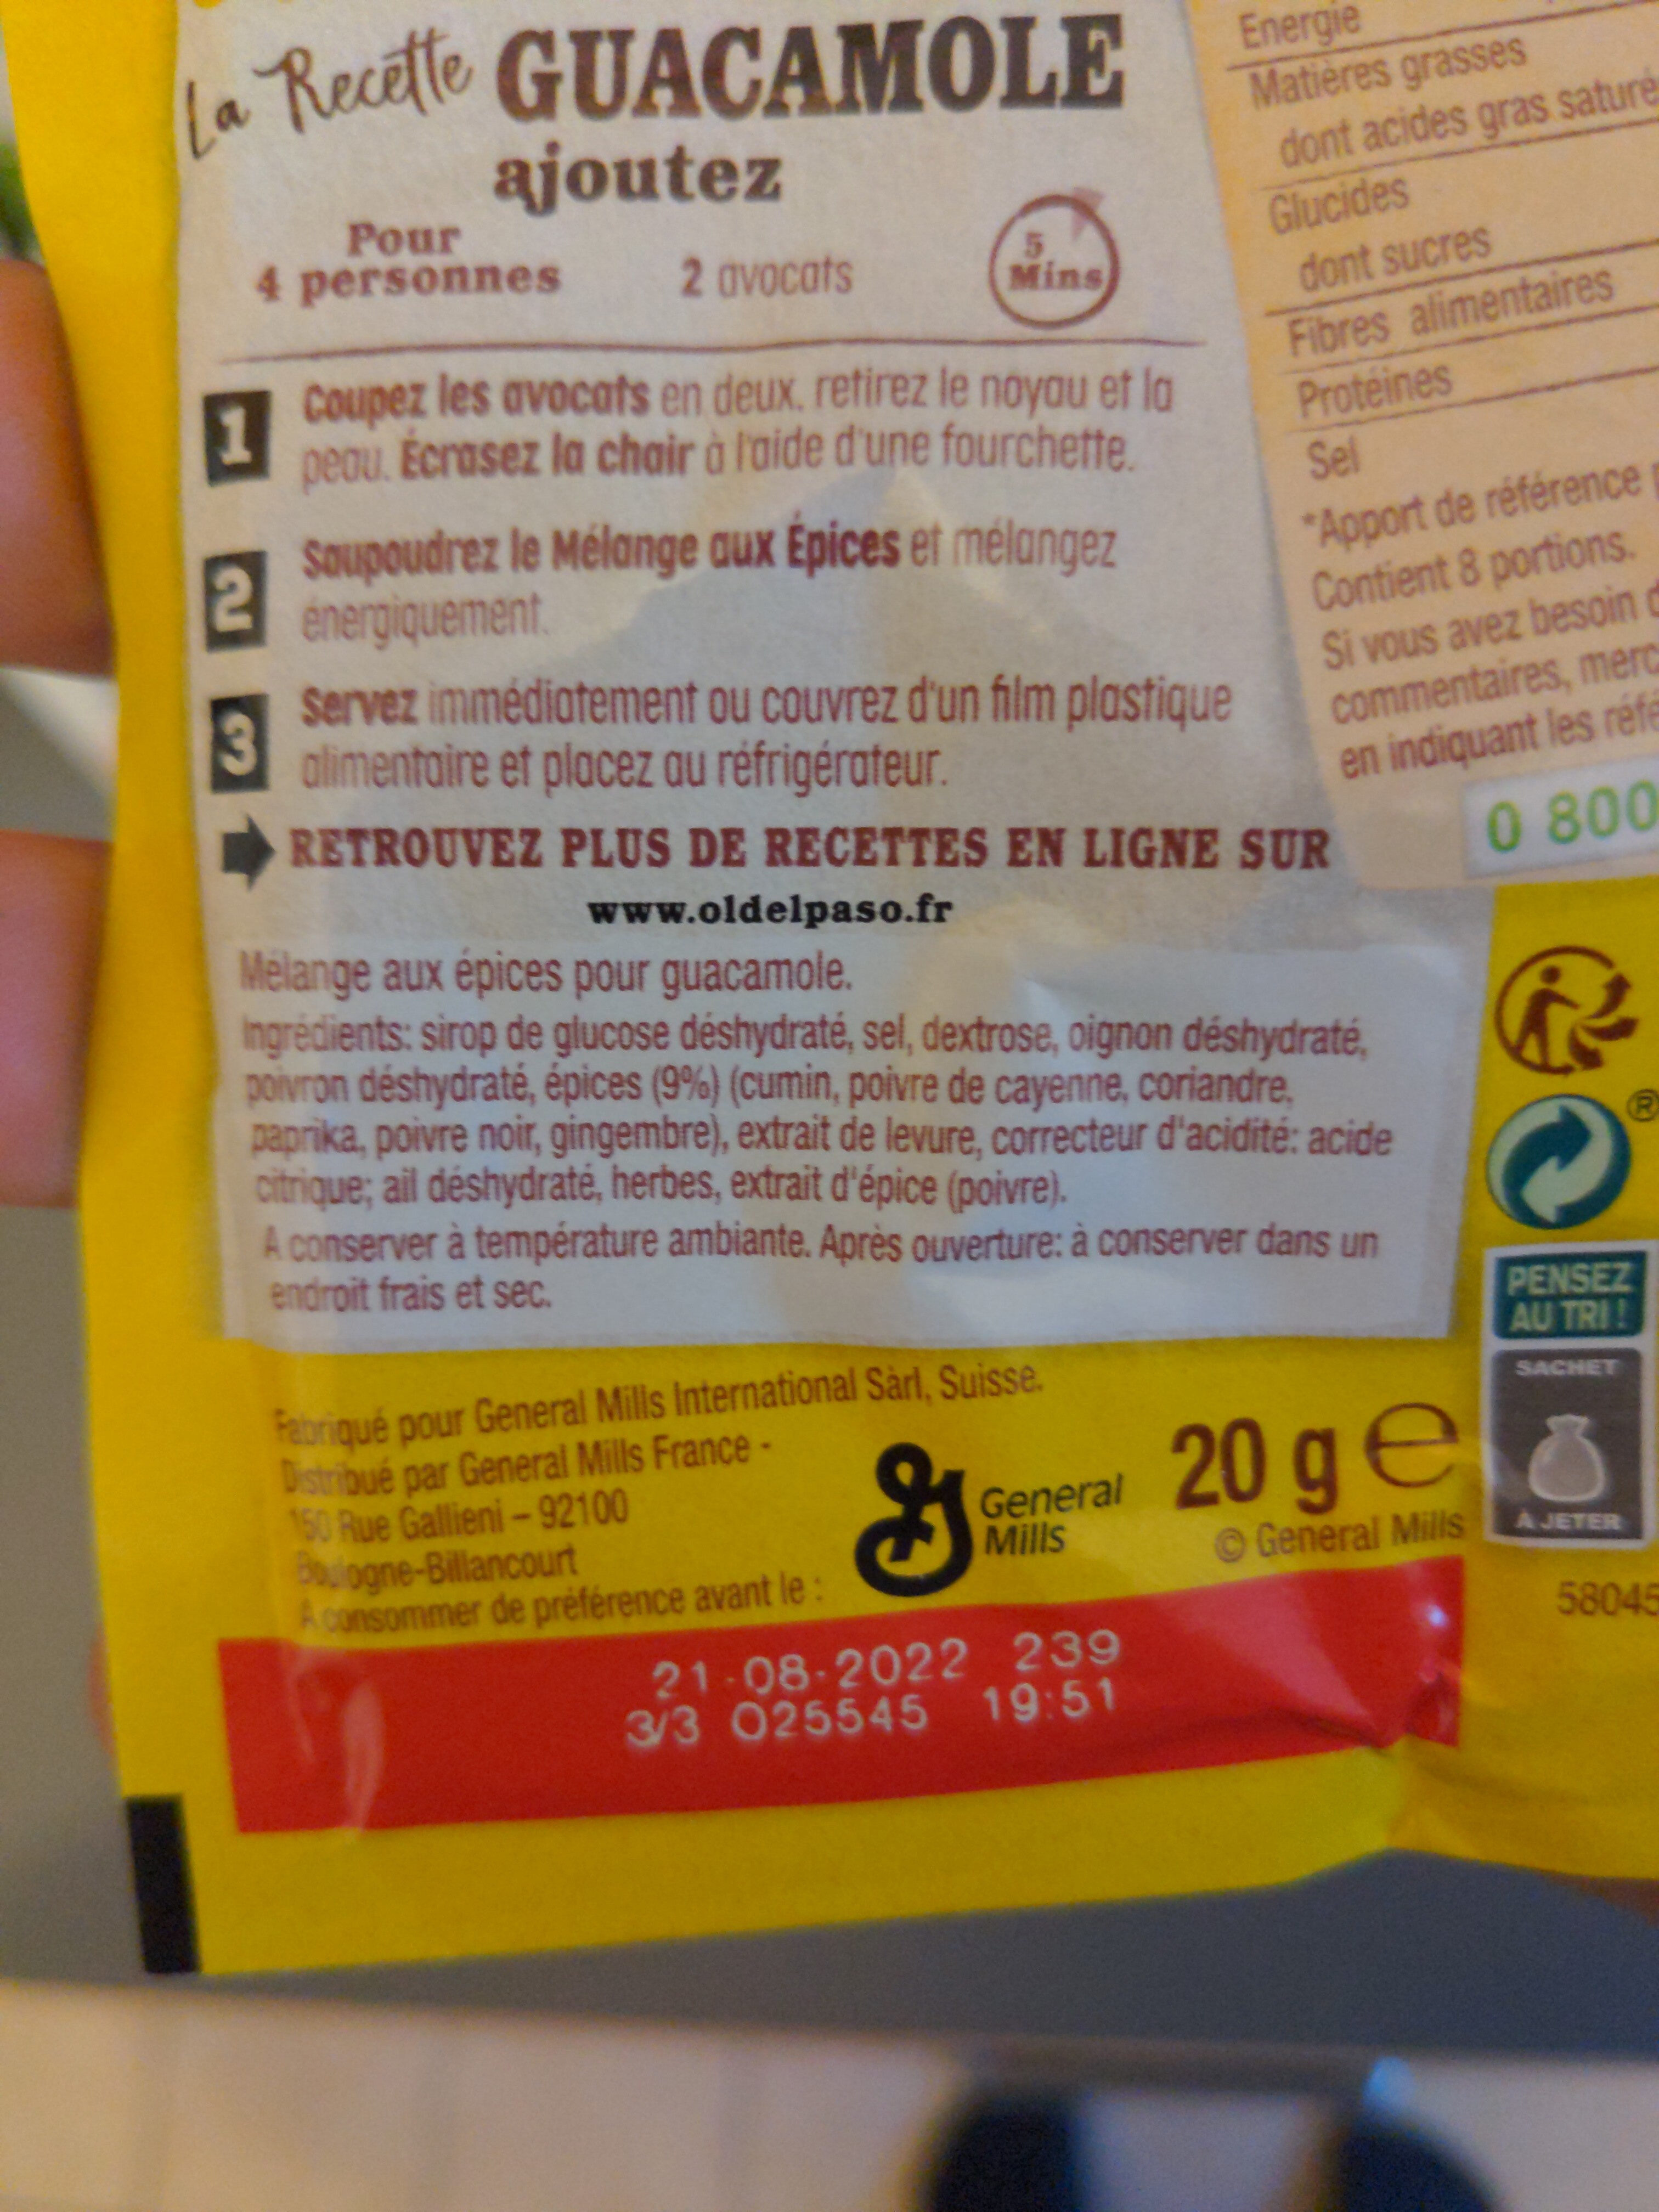 La Recette GUACAMOLE
ajoutez
Pour
4 personnes
2 avocats
5
Mins
1
Coupez les avocats en deux. retirez le noyau et la
peau. Écrasez la chair à l'aide d'une fourchette.
2
Saupoudrez le Mélange aux Épices et mélangez
énergiquement.
3
Servez immédiatement ou couvrez d'un film plastique
alimentaire et placez au réfrigérateur.
RETROUVEZ PLUS DE RECETTES EN LIGNE SUR
www.oldelpaso.fr
Mélange aux épices pour guacamole.
Ingrédients: sirop de glucose déshydraté, sel, dextrose, oignon déshydraté,
poivron déshydraté, épices (9%) (cumin, poivre de cayenne, coriandre,
paprika, poivre noir, gingembre), extrait de levure, correcteur d'acidité: acide
citrique; ail déshydraté, herbes, extrait d'épice (poivre).
A conserver à température ambiante. Après ouverture: à conserver dans un
endroit frais et sec.
Fabriqué pour General Mills International Sàrl, Suisse.
Distribué par General Mills France -
150 Rue Gallieni – 92100
Boulogne-Billancourt
A consommer de préférence avant le :
General
Mills
20 g e
© General Mills
21-08-2022 239
3/3 025545 19:51
Energie
Matières grasses
dont acides gras saturé
Glucides
dont sucres
Fibres alimentaires
Protéines
Sel
*Apport de référence
Contient 8 portions.
Si vous avez besoin
commentaires, merc
en indiquant les réfé
0 800
®
PENSEZ
AU TRI !
SACHET
À JETER
58045